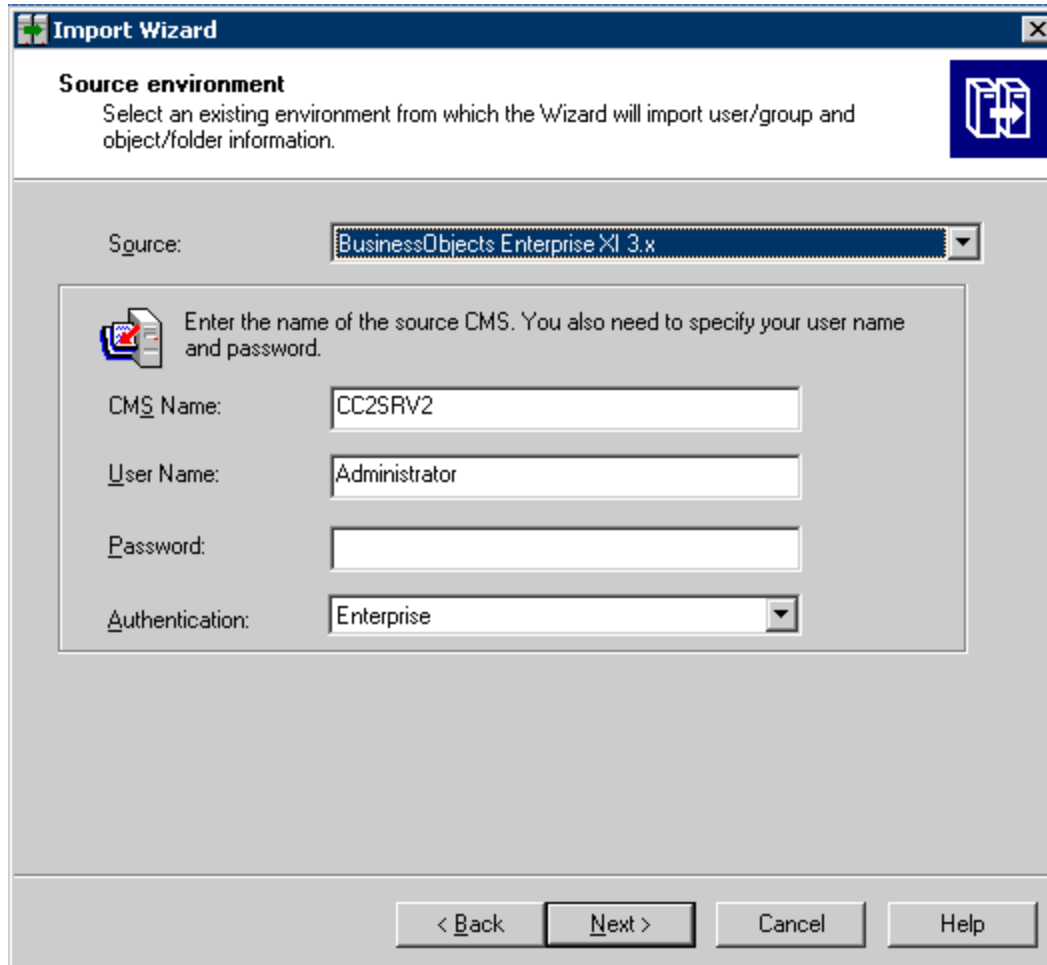 Import Wizard
Source environment
Select an existing environment from which the Wizard will import user/group and
object/folder information.
Source: BusinessObjects Enterprise XI 3.x
Enter the name of the source CMS. You also need to specify your user name
and password.
CMS Name: CC2SRV2
User Name: Administrator
Password:
Authentication: Enterprise
< Back Next > Cancel Help